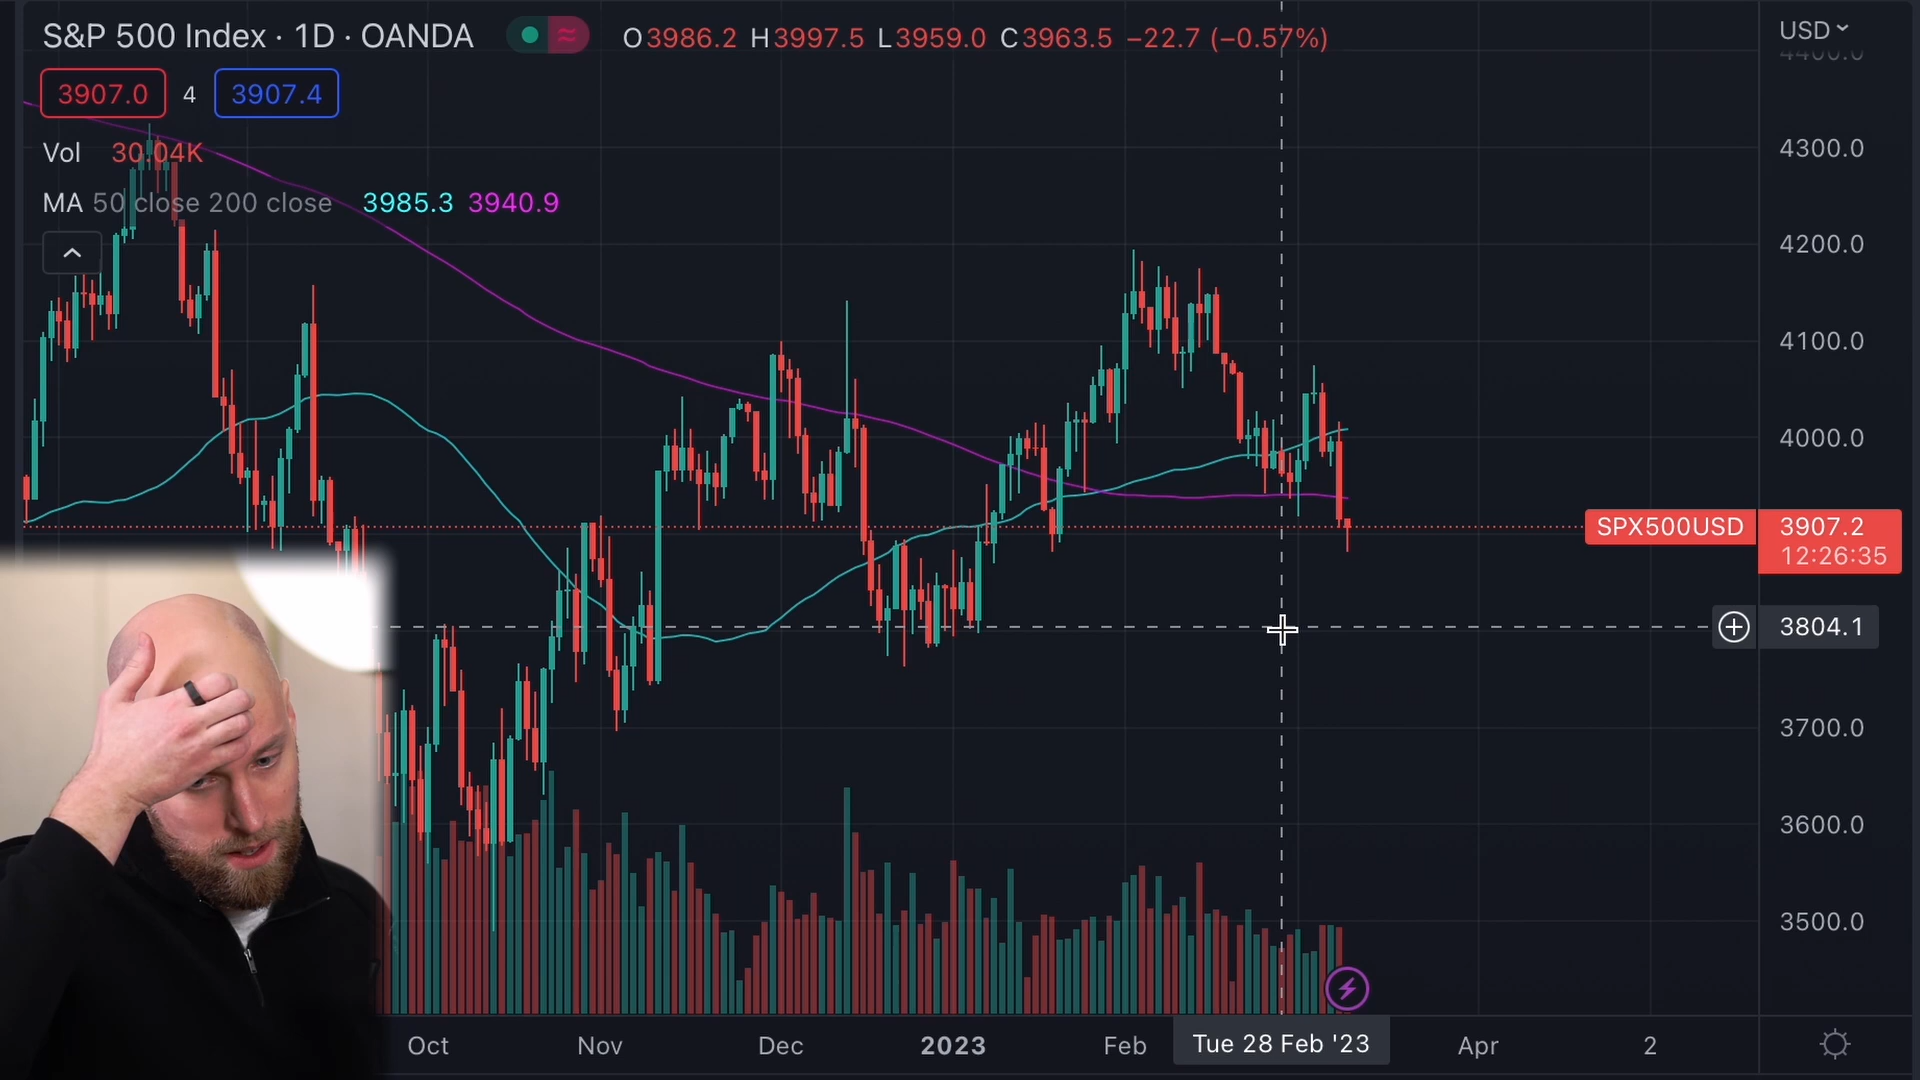 S&P 500 Index · 1D · OANDA
≈
O3986.2 H3997.5 L3959.0 C3963.5 −22.7 (−0.57%)
USD
3907.0 4 3907.4
Vol 30.04K
MA 50 close 200 close 3985.3 3940.9
4400.0
4300.0
4200.0
4100.0
4000.0
SPX500USD 3907.2
12:26:35
3804.1
3700.0
3600.0
3500.0
Oct Nov Dec 2023 Feb Tue 28 Feb '23 Apr 2